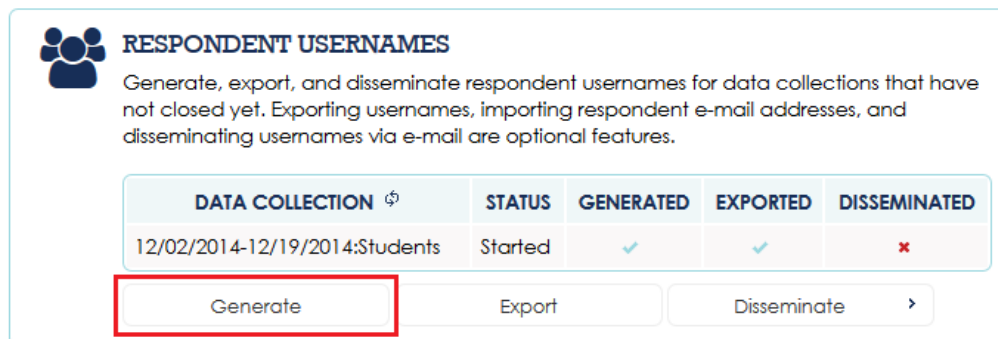 RESPONDENT USERNAMES
Generate, export, and disseminate respondent usernames for data collections that have
not closed yet. Exporting usernames, importing respondent e-mail addresses, and
disseminating usernames via e-mail are optional features.
DATA COLLECTION STATUS GENERATED EXPORTED DISSEMINATED
12/02/2014-12/19/2014:Students Started
Generate Export Disseminate